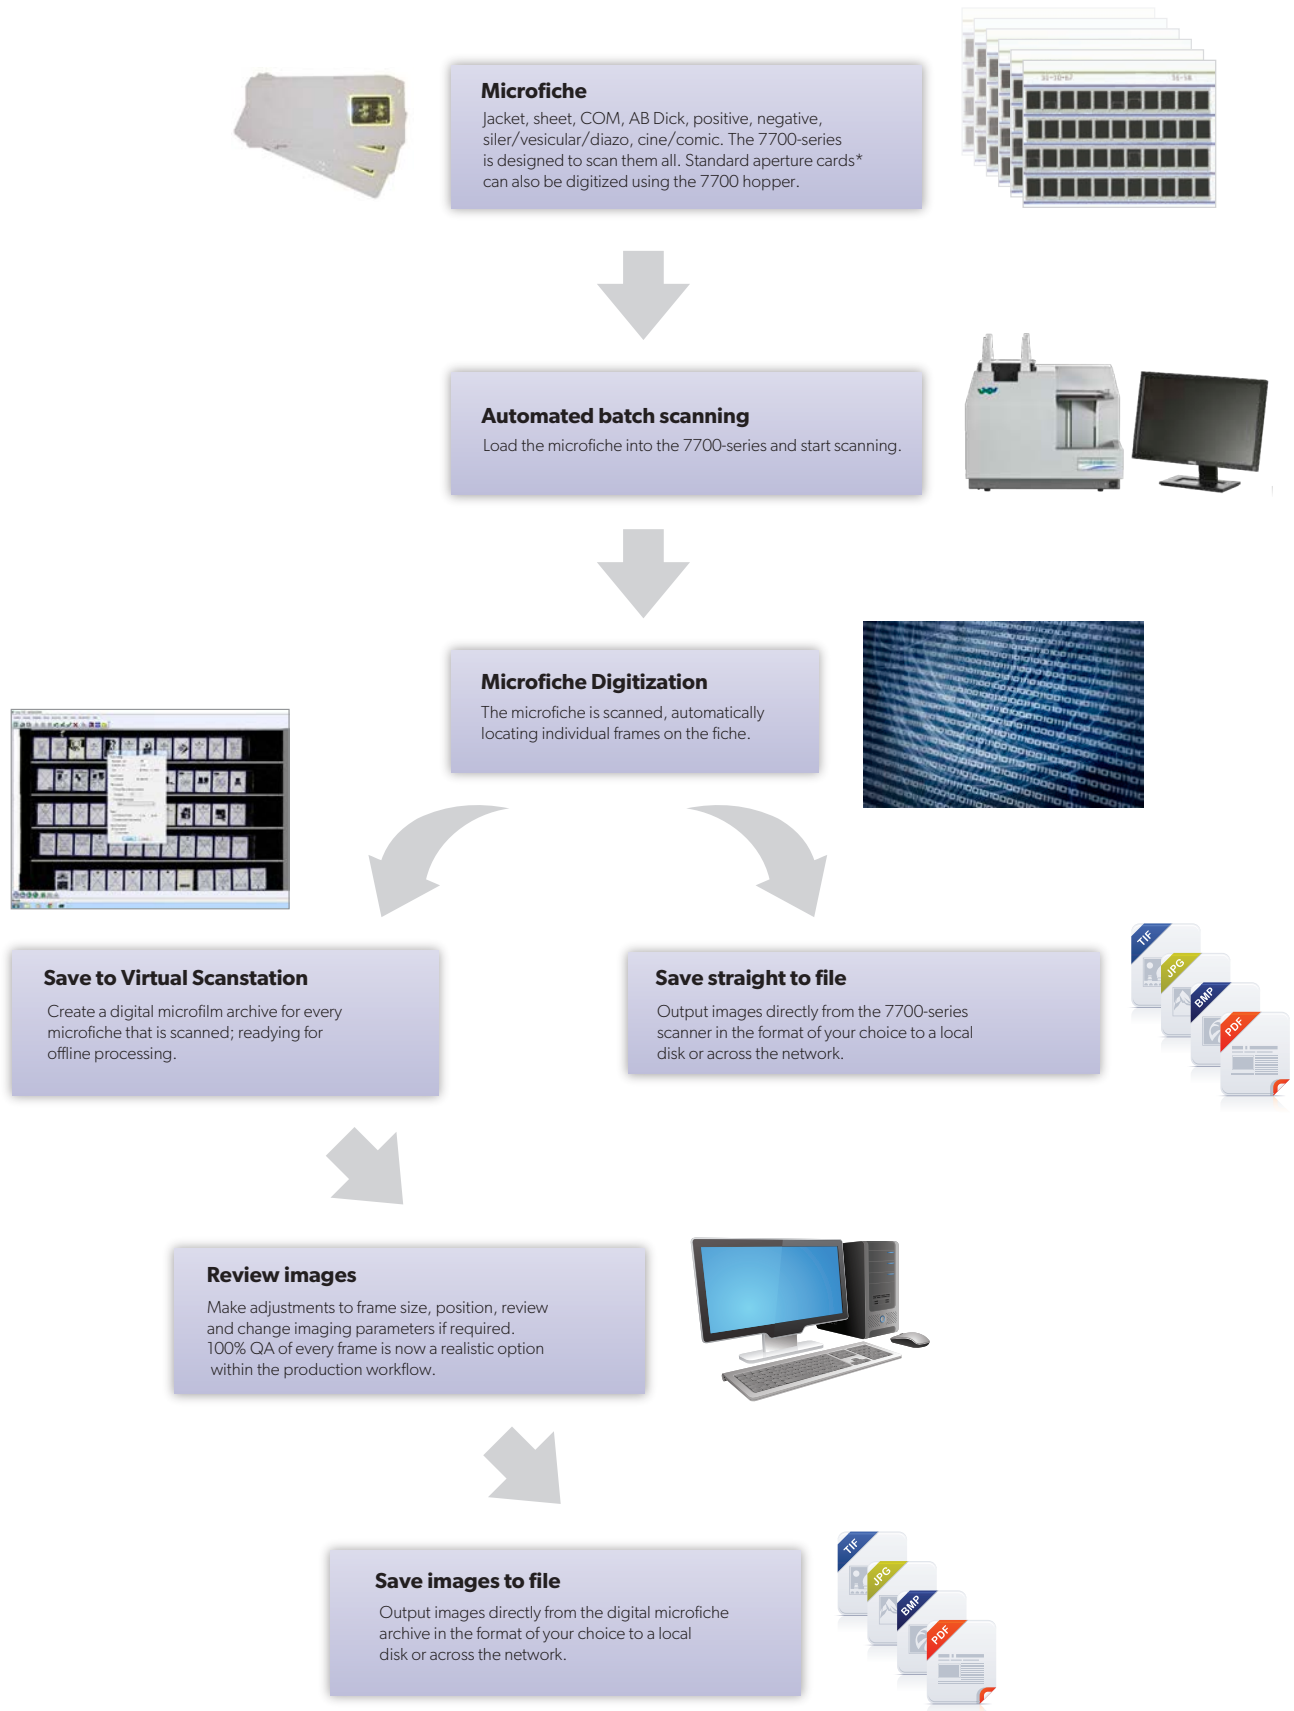 Microfiche
Jacket, sheet, COM, AB Dick, positive, negative,
siler/vesicular/diazo, cine/comic. The 7700-series
is designed to scan them all. Standard aperture cards*
can also be digitized using the 7700 hopper.
Automated batch scanning
Load the microfiche into the 7700-series and start scanning.
Microfiche Digitization
The microfiche is scanned, automatically
locating individual frames on the fiche.
Save to Virtual Scanstation
Create a digital microfilm archive for every
microfiche that is scanned; readying for
offline processing.
Save straight to file
Output images directly from the 7700-series
scanner in the format of your choice to a local
disk or across the network.
TIF
JPG
BMP
PDF
Review images
Make adjustments to frame size, position, review
and change imaging parameters if required.
100% QA of every frame is now a realistic option
within the production workflow.
Save images to file
Output images directly from the digital microfiche
archive in the format of your choice to a local
disk or across the network.
TIF
JPG
BMP
PDF